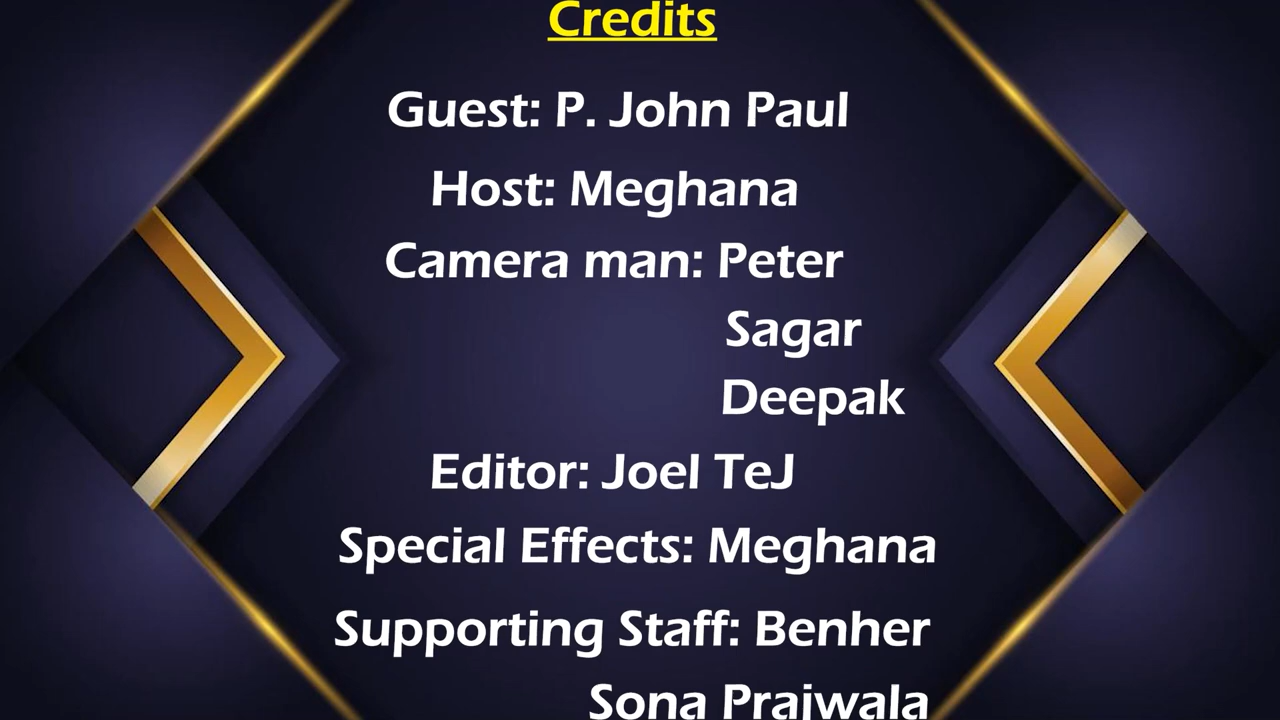 Credits
Guest: P. John Paul
Host: Meghana
Camera man: Peter
Sagar
Deepak
Editor: Joel TeJ
Special Effects: Meghana
Supporting Staff: Benher
Sona Prajwala